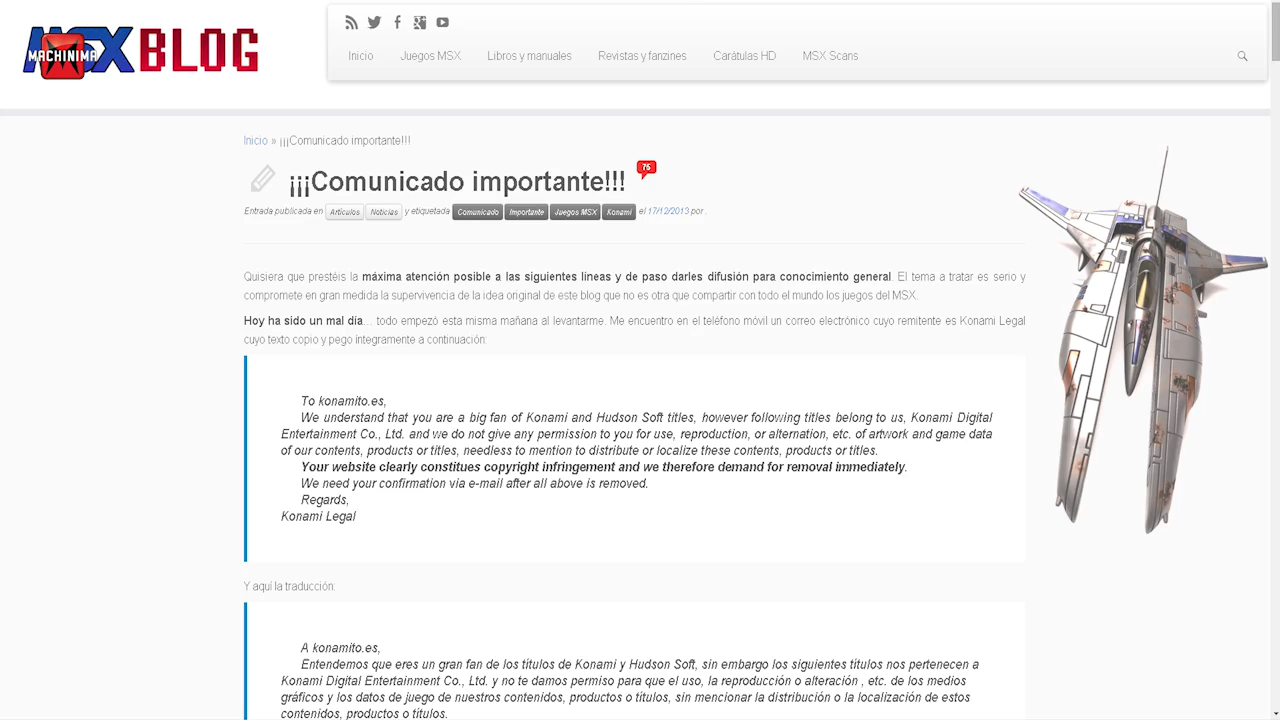 MSX BLOG
MACHINIMA
Inicio Juegos MSX Libros y manuales Revistas y fanzines Carátulas HD MSX Scans
Inicio » ¡¡¡Comunicado importante!!!
¡¡¡Comunicado importante!!! 75
Entrada publicada en Artículos Noticias y etiquetada Comunicado Importante Juegos MSX Konami el 17/12/2013 por .
Quisiera que prestéis la máxima atención posible a las siguientes líneas y de paso darles difusión para conocimiento general. El tema a tratar es serio y
compromete en gran medida la supervivencia de la idea original de este blog que no es otra que compartir con todo el mundo los juegos del MSX.
Hoy ha sido un mal día... todo empezó esta misma mañana al levantarme. Me encuentro en el teléfono móvil un correo electrónico cuyo remitente es Konami Legal
cuyo texto copio y pego íntegramente a continuación:
To konamito.es,
We understand that you are a big fan of Konami and Hudson Soft titles, however following titles belong to us, Konami Digital
Entertainment Co., Ltd. and we do not give any permission to you for use, reproduction, or alternation, etc. of artwork and game data
of our contents, products or titles, needless to mention to distribute or localize these contents, products or titles.
Your website clearly constitues copyright infringement and we therefore demand for removal immediately.
We need your confirmation via e-mail after all above is removed.
Regards,
Konami Legal
Y aquí la traducción:
A konamito.es,
Entendemos que eres un gran fan de los títulos de Konami y Hudson Soft, sin embargo los siguientes títulos nos pertenecen a
Konami Digital Entertainment Co., Ltd. y no te damos permiso para que el uso, la reproducción o alteración , etc. de los medios
gráficos y los datos de juego de nuestros contenidos, productos o títulos, sin mencionar la distribución o la localización de estos
contenidos, productos o títulos.